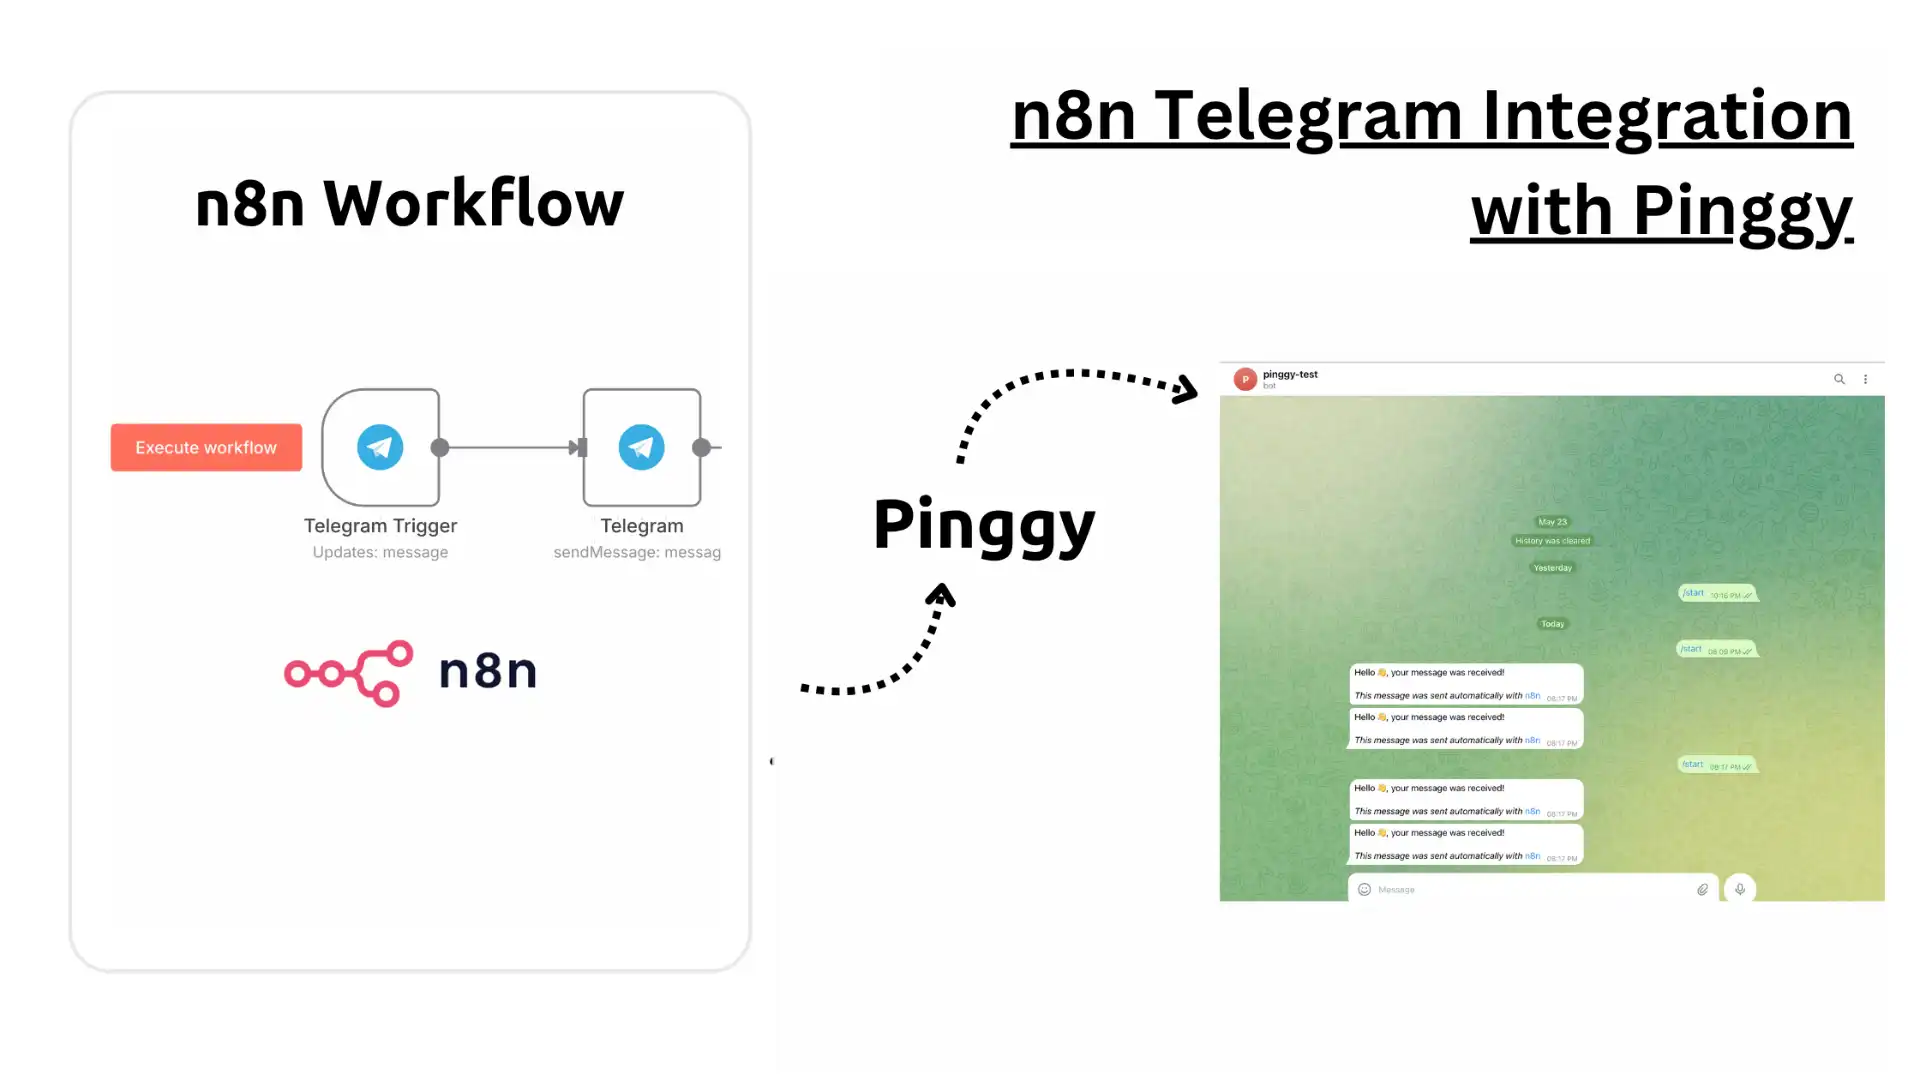 n8n Telegram Integration
with Pinggy
n8n Workflow
Execute workflow
Telegram Trigger
Updates: message
Telegram
sendMessage: messag
n8n
Pinggy
P
pinggy-test
bot
May 23
History was cleared
Yesterday
/start 10:16 PM
Today
/start 08:09 PM
Hello 👋, your message was received!
This message was sent automatically with n8n 08:17 PM
Hello 👋, your message was received!
This message was sent automatically with n8n 08:17 PM
/start 08:17 PM
Hello 👋, your message was received!
This message was sent automatically with n8n 08:17 PM
Hello 👋, your message was received!
This message was sent automatically with n8n 08:17 PM
Message